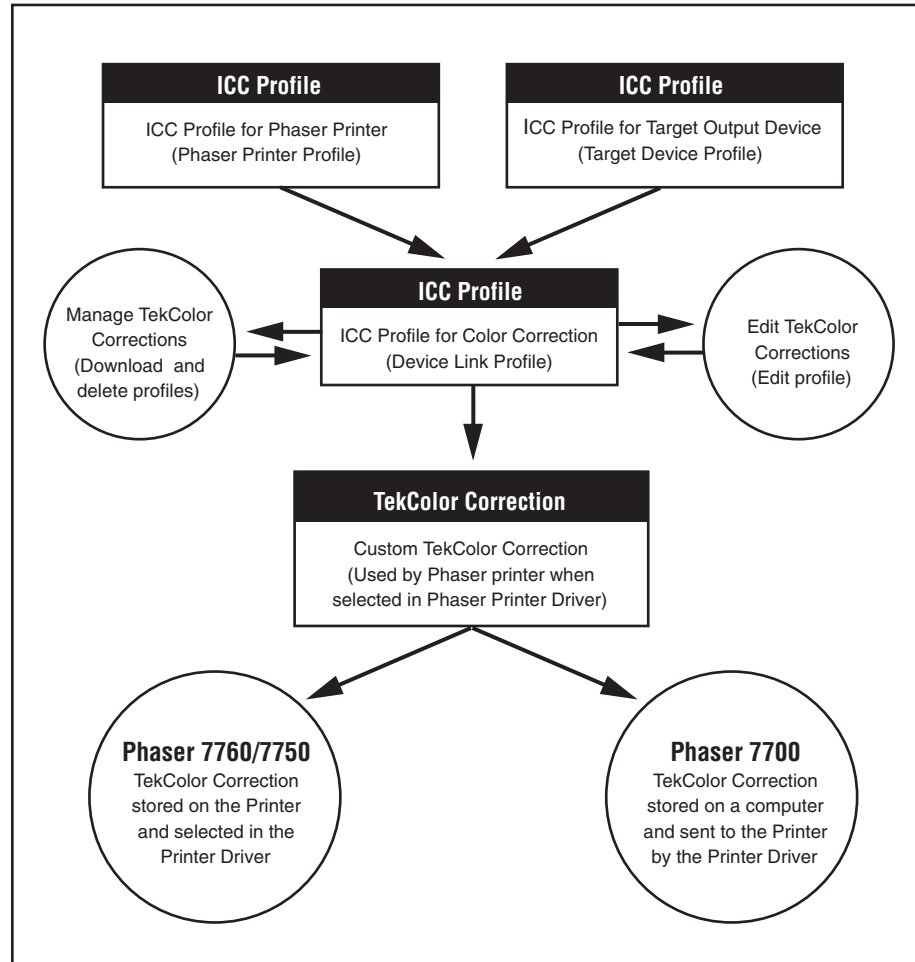 ICC Profile
ICC Profile for Phaser Printer
(Phaser Printer Profile)
ICC Profile
ICC Profile for Target Output Device
(Target Device Profile)
Manage TekColor
Corrections
(Download and
delete profiles)
ICC Profile
ICC Profile for Color Correction
(Device Link Profile)
Edit TekColor
Corrections
(Edit profile)
TekColor Correction
Custom TekColor Correction
(Used by Phaser printer when
selected in Phaser Printer Driver)
Phaser 7760/7750
TekColor Correction
stored on the Printer
and selected in the
Printer Driver
Phaser 7700
TekColor Correction
stored on a computer
and sent to the Printer
by the Printer Driver